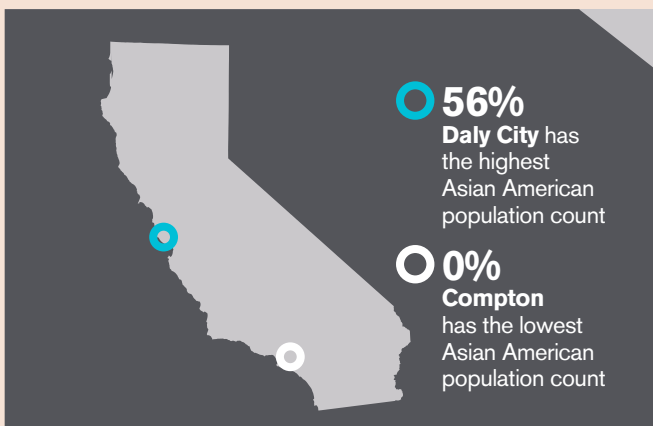 56%
Daly City has
the highest
Asian American
population count
0%
Compton
has the lowest
Asian American
population count